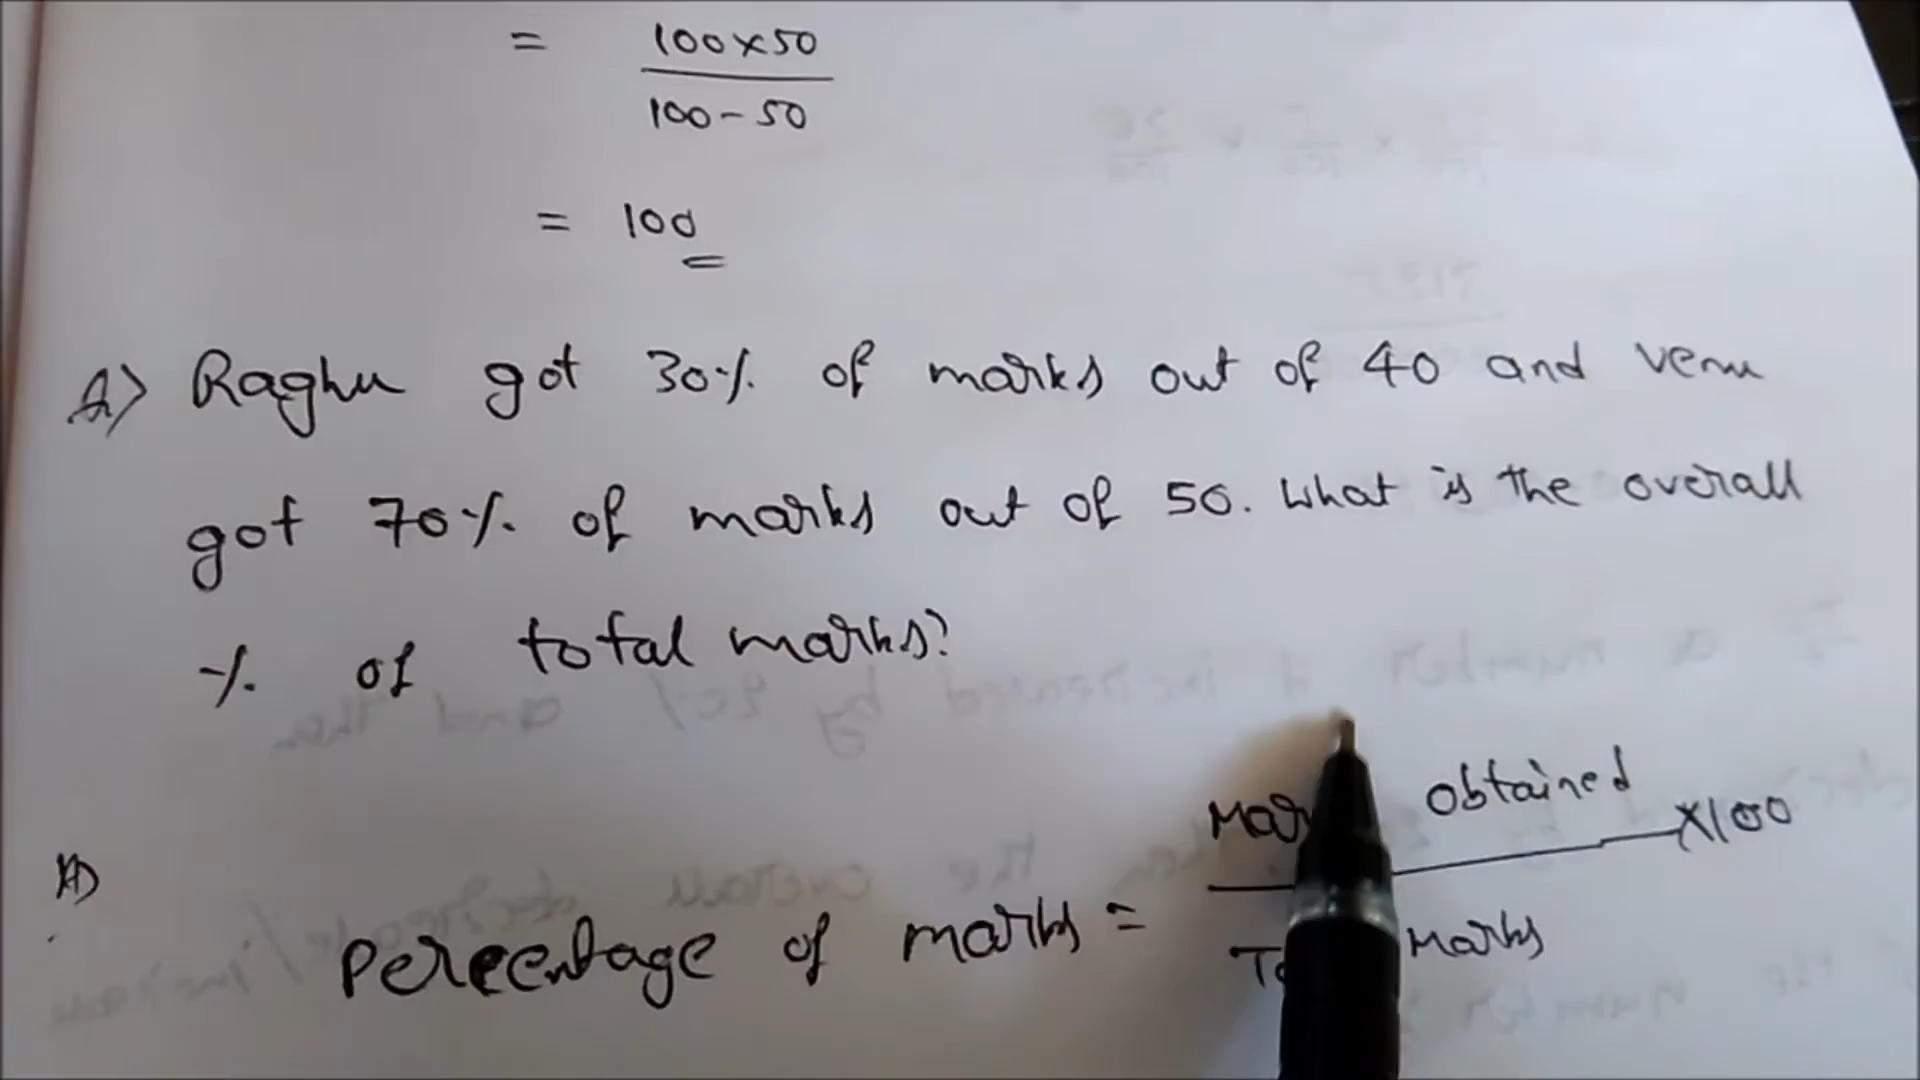 = 100×50
100-50
= 100
Q) Raghu got 30% of marks out of 40 and venu
got 70% of marks out of 50. What is the overall
% of total marks?
obtained ×100
A) Percentage of marks =
Marks